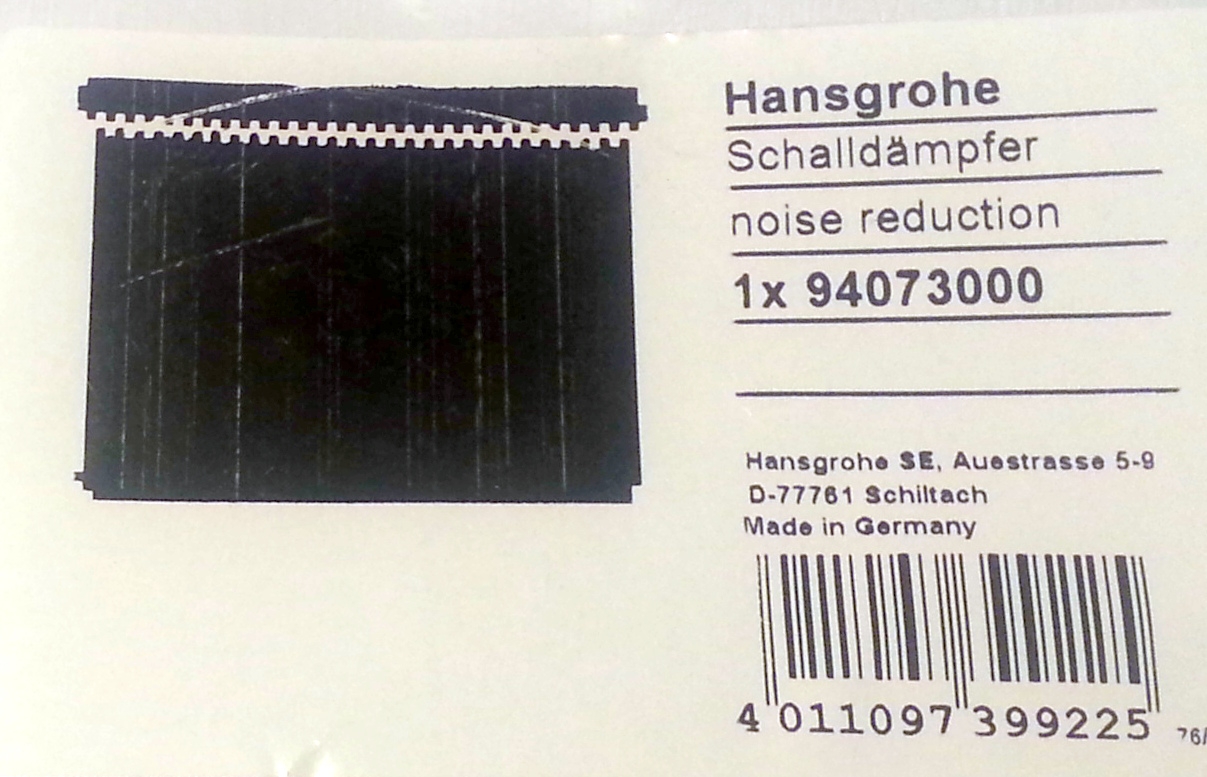 Hansgrohe
Schalldämpfer
noise reduction
1x 94073000
Hansgrohe SE, Auestrasse 5-9
D-77761 Schiltach
Made in Germany
4 011097 399225
76/